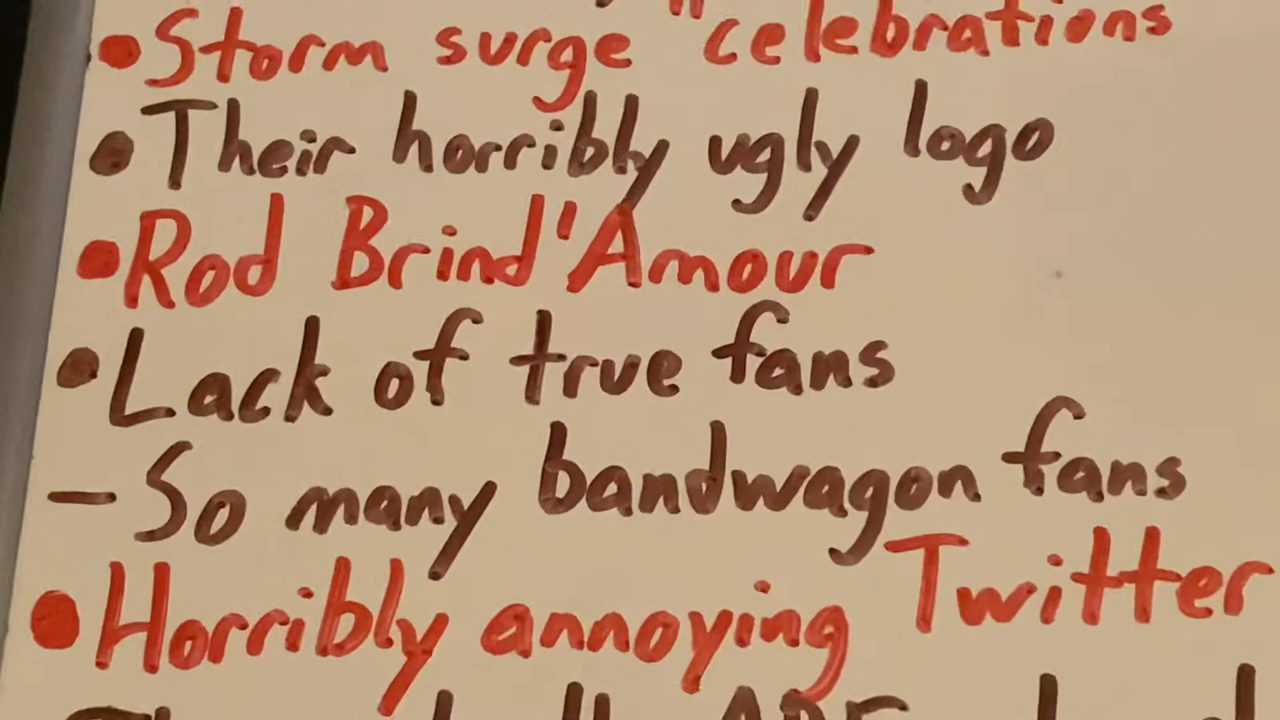 •Storm surge "celebrations
•Their horribly ugly logo
•Rod Brind'Amour
•Lack of true fans
-So many bandwagon fans
•Horribly annoying Twitter